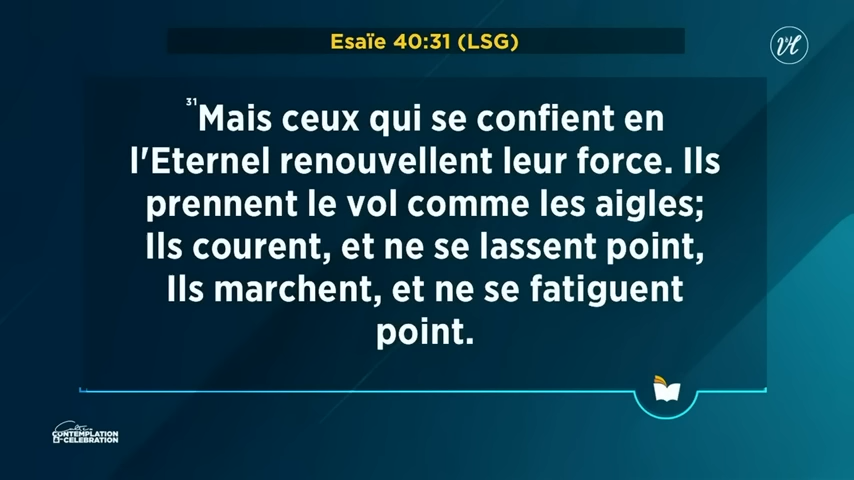 Esaïe 40:31 (LSG)
31Mais ceux qui se confient en
l'Eternel renouvellent leur force. Ils
prennent le vol comme les aigles;
Ils courent, et ne se lassent point,
Ils marchent, et ne se fatiguent
point.
CONTEMPLATION
&-CELEBRATION